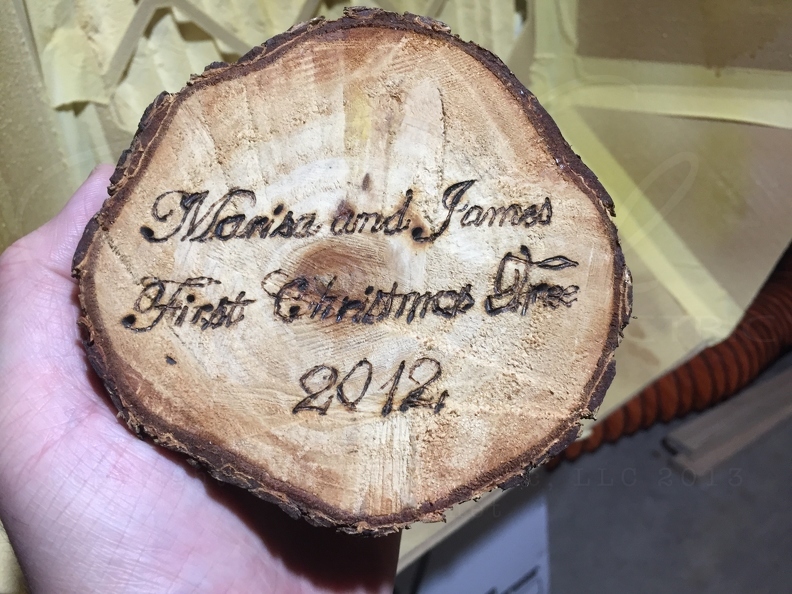 Marisa and James
First Christmas Tree
2012
LLC 2013